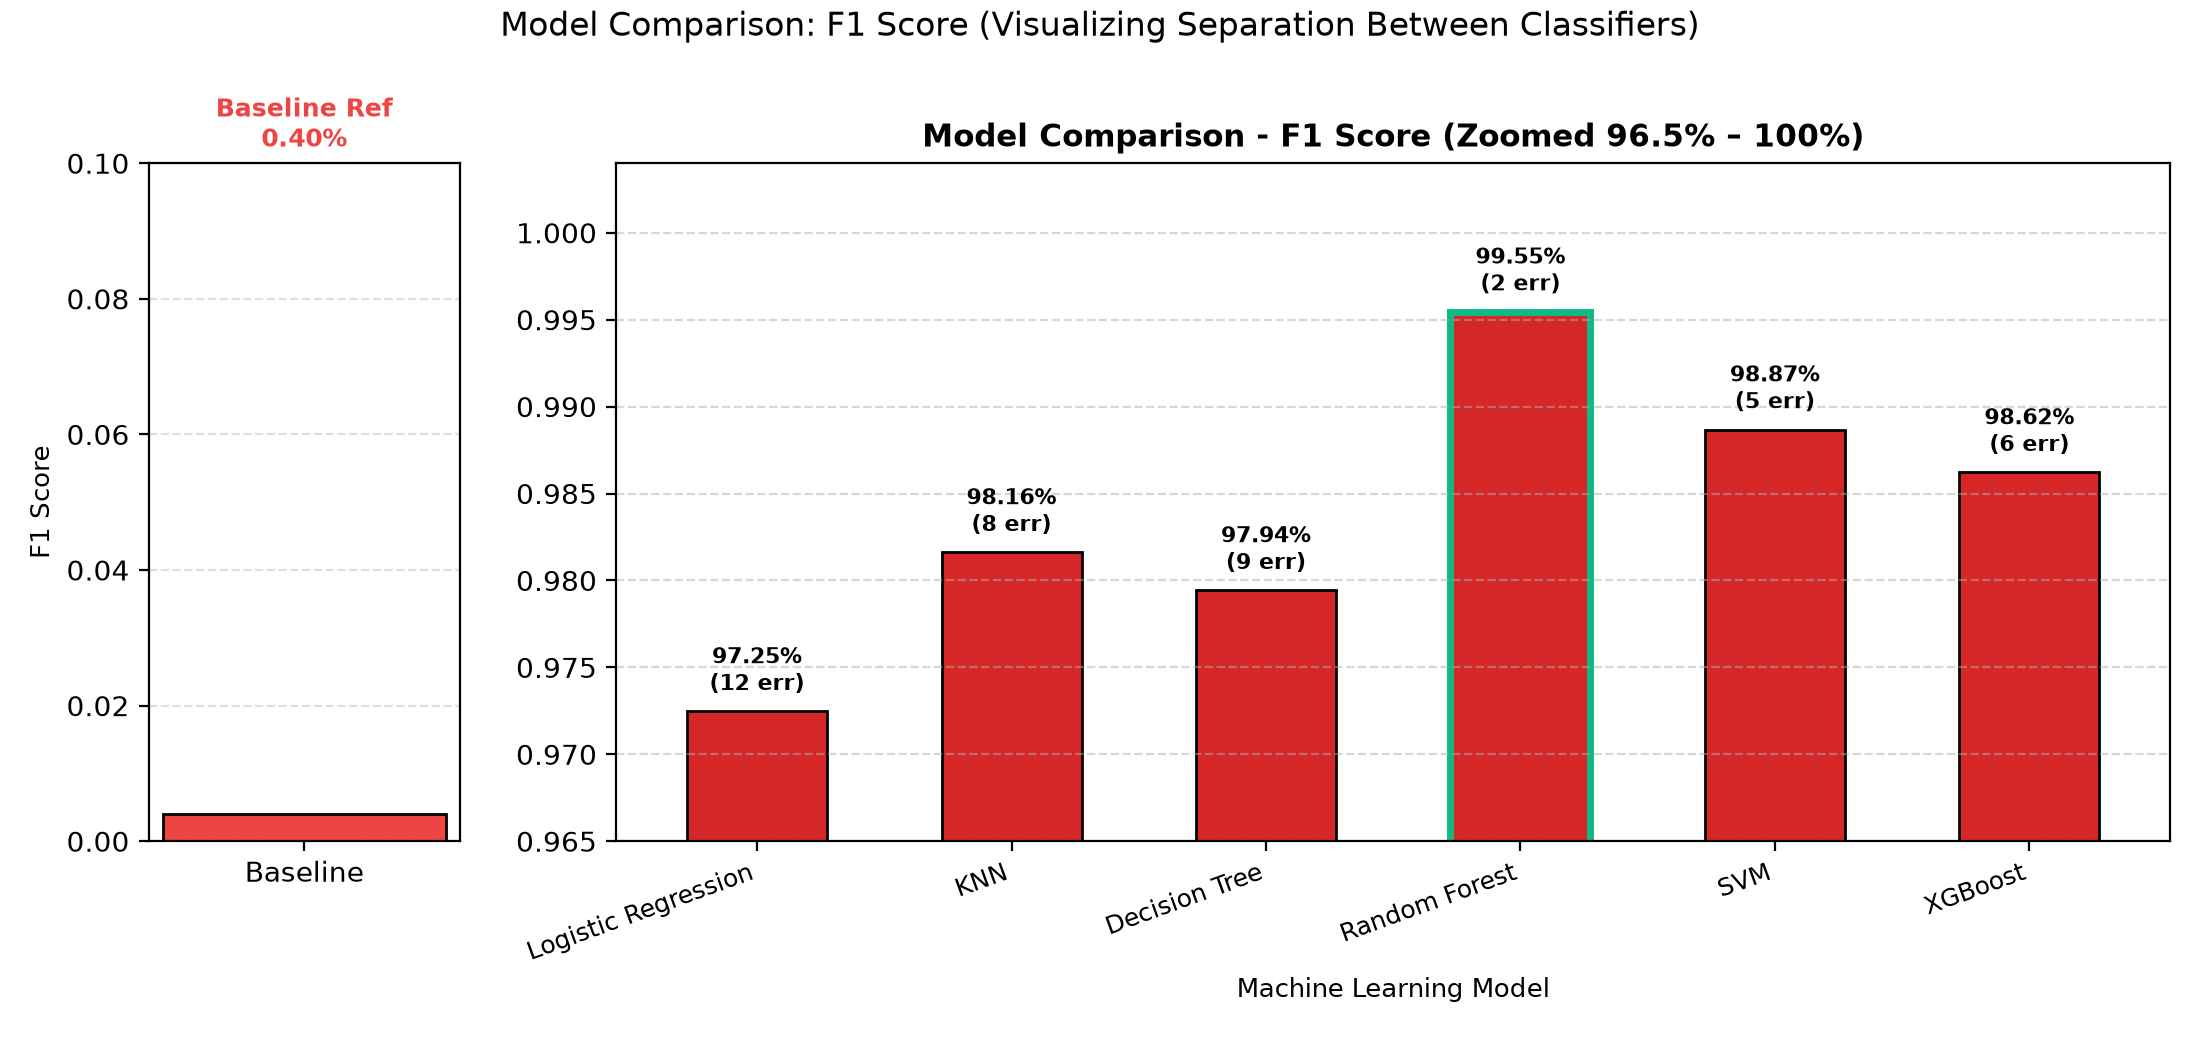 Model Comparison: F1 Score (Visualizing Separation Between Classifiers)
Baseline Ref
0.40%
F1 Score
0.10
0.08
0.06
0.04
0.02
0.00
Baseline
Model Comparison - F1 Score (Zoomed 96.5% – 100%)
1.000
0.995
0.990
0.985
0.980
0.975
0.970
0.965
97.25%
(12 err)
98.16%
(8 err)
97.94%
(9 err)
99.55%
(2 err)
98.87%
(5 err)
98.62%
(6 err)
Logistic Regression
KNN
Decision Tree
Random Forest
SVM
XGBoost
Machine Learning Model